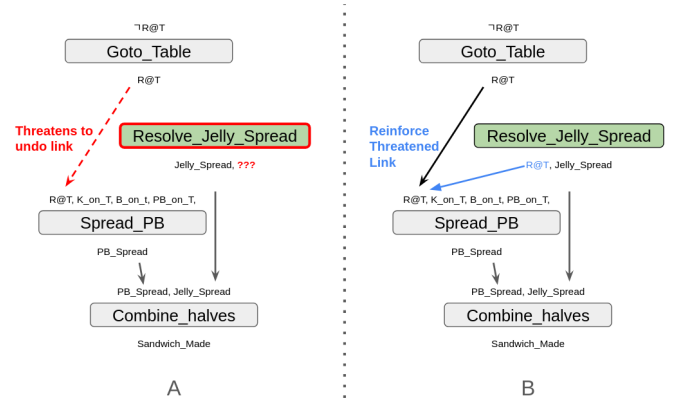 ¬R@T
Goto_Table
R@T
Threatens to
undo link
Resolve_Jelly_Spread
Jelly_Spread, ???
R@T, K_on_T, B_on_t, PB_on_T,
Spread_PB
PB_Spread
PB_Spread, Jelly_Spread
Combine_halves
Sandwich_Made
A
¬R@T
Goto_Table
R@T
Reinforce
Threatened
Link
Resolve_Jelly_Spread
R@T, Jelly_Spread
R@T, K_on_T, B_on_t, PB_on_T,
Spread_PB
PB_Spread
PB_Spread, Jelly_Spread
Combine_halves
Sandwich_Made
B